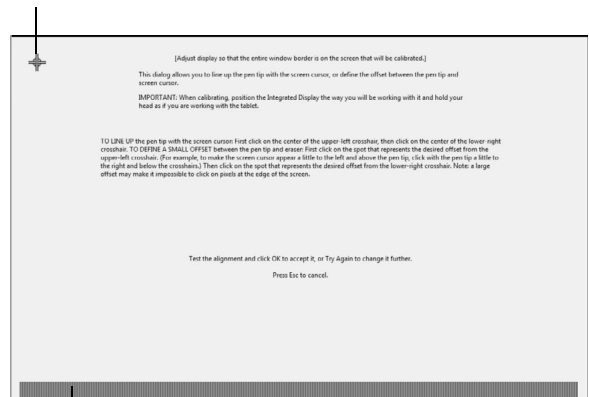 [Adjust display so that the entire window border is on the screen that will be calibrated.]
This dialog allows you to line up the pen tip with the screen cursor, or define the offset between the pen tip and
screen cursor.
IMPORTANT: When calibrating, position the Integrated Display the way you will be working with it and hold your
head as if you are working with the tablet.
TO LINE UP the pen tip with the screen cursor: First click on the center of the upper-left crosshair, then click on the center of the lower-right
crosshair. TO DEFINE A SMALL OFFSET between the pen tip and eraser: First click on the spot that represents the desired offset from the
upper-left crosshair. (For example, to make the screen cursor appear a little to the left and above the pen tip, click with the pen tip a little to
the right and below the crosshairs.) Then click on the spot that represents the desired offset from the lower-right crosshair. Note: a large
offset may make it impossible to click on pixels at the edge of the screen.
Test the alignment and click OK to accept it, or Try Again to change it further.
Press Esc to cancel.